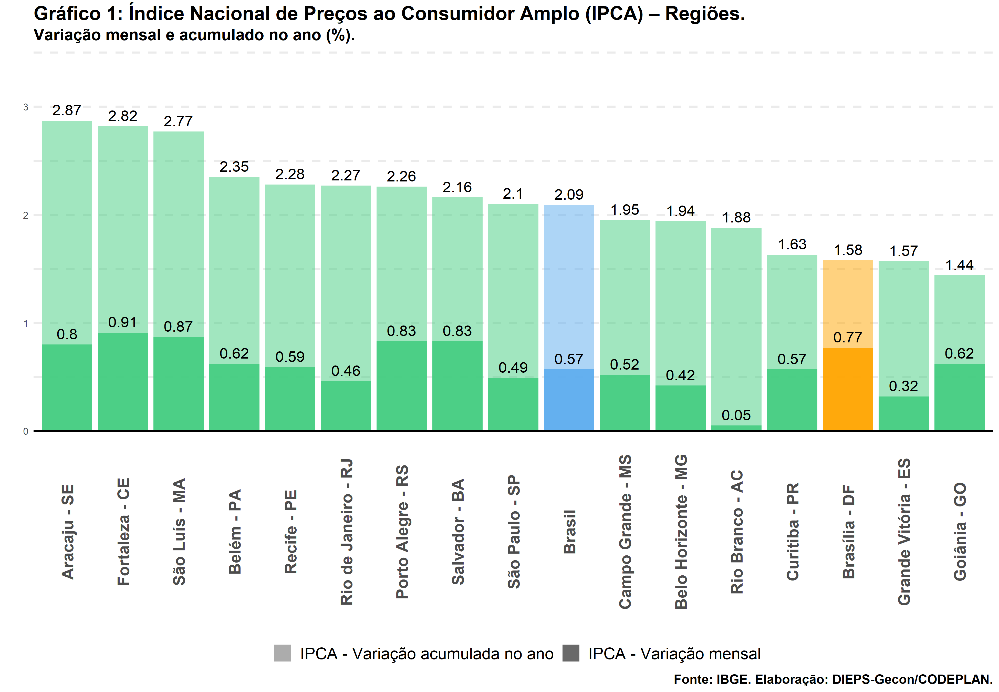 Gráfico 1: Índice Nacional de Preços ao Consumidor Amplo (IPCA) – Regiões.
Variação mensal e acumulado no ano (%).
3
2
1
0
2.87
2.82
2.77
2.35
2.28
2.27
2.26
2.16
2.1
2.09
1.95
1.94
1.88
1.63
1.58
1.57
1.44
0.8
0.91
0.87
0.62
0.59
0.46
0.83
0.83
0.49
0.57
0.52
0.42
0.05
0.57
0.77
0.32
0.62
Aracaju - SE
Fortaleza - CE
São Luís - MA
Belém - PA
Recife - PE
Rio de Janeiro - RJ
Porto Alegre - RS
Salvador - BA
São Paulo - SP
Brasil
Campo Grande - MS
Belo Horizonte - MG
Rio Branco - AC
Curitiba - PR
Brasília - DF
Grande Vitória - ES
Goiânia - GO
IPCA - Variação acumulada no ano
IPCA - Variação mensal
Fonte: IBGE. Elaboração: DIEPS-Gecon/CODEPLAN.